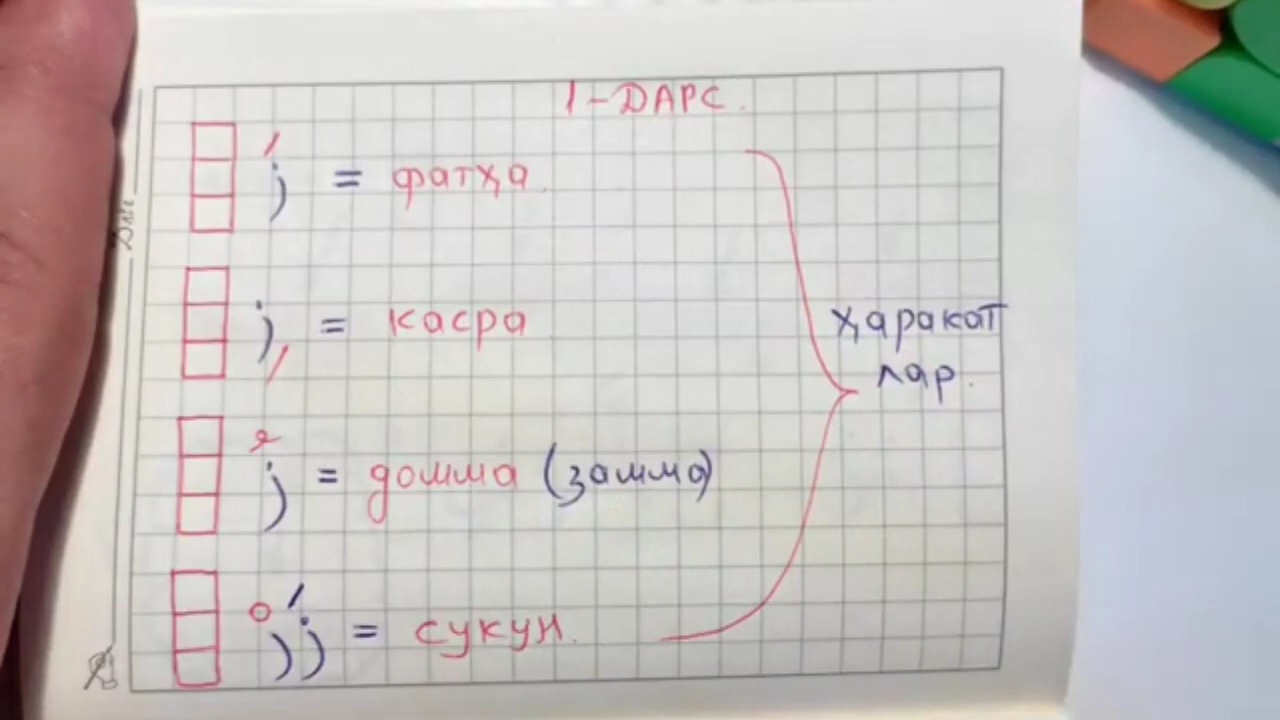 1-ДАРС.
زَ = фатҳа.
زِ = касра
زُ = домма (замма)
زَرْ = сукун.
ҳаракат
лар.